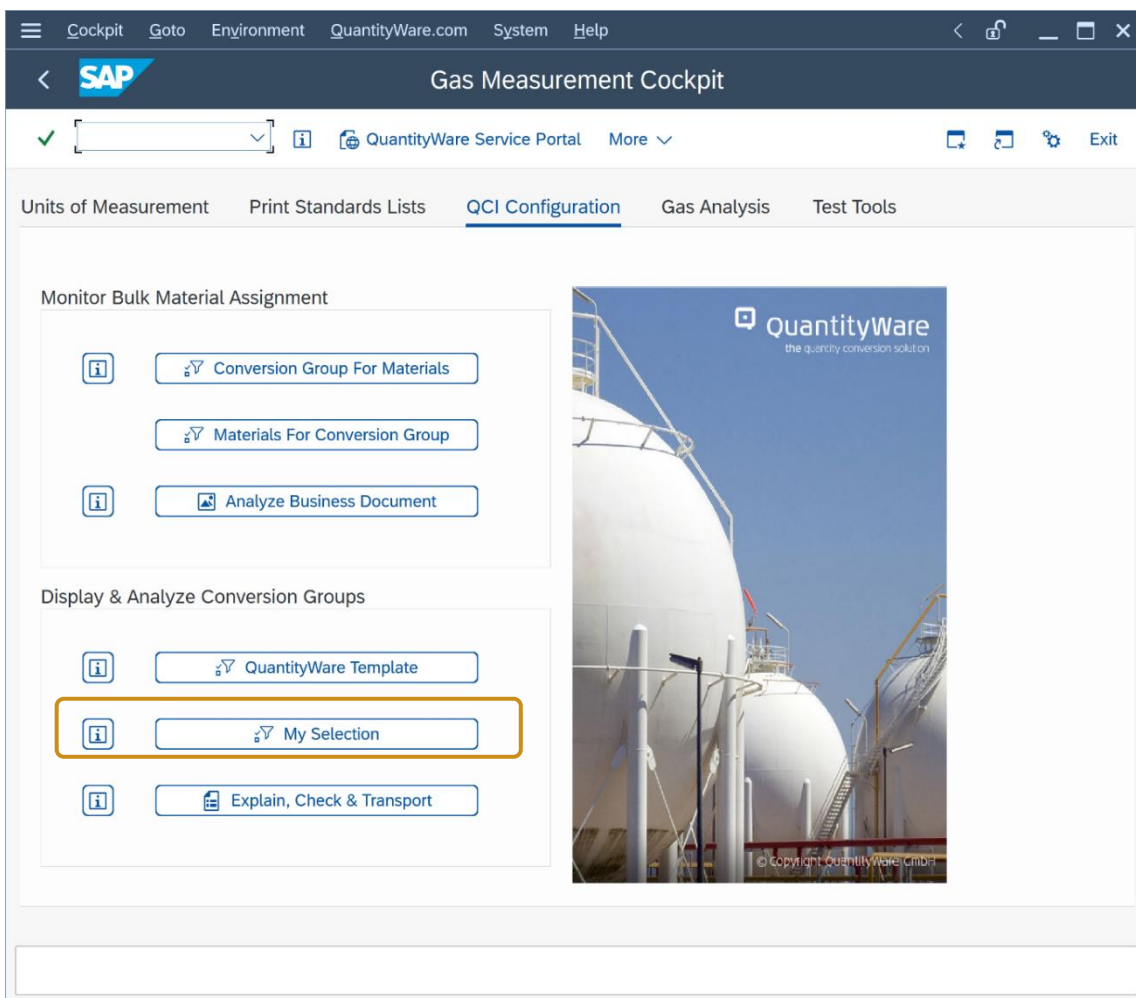 Cockpit Goto Environment QuantityWare.com System Help
SAP Gas Measurement Cockpit
QuantityWare Service Portal More Exit
Units of Measurement Print Standards Lists QCI Configuration Gas Analysis Test Tools
Monitor Bulk Material Assignment
Conversion Group For Materials
Materials For Conversion Group
Analyze Business Document
Display & Analyze Conversion Groups
QuantityWare Template
My Selection
Explain, Check & Transport
QuantityWare
the quantity conversion solution
© Copyright QuantityWare GmbH